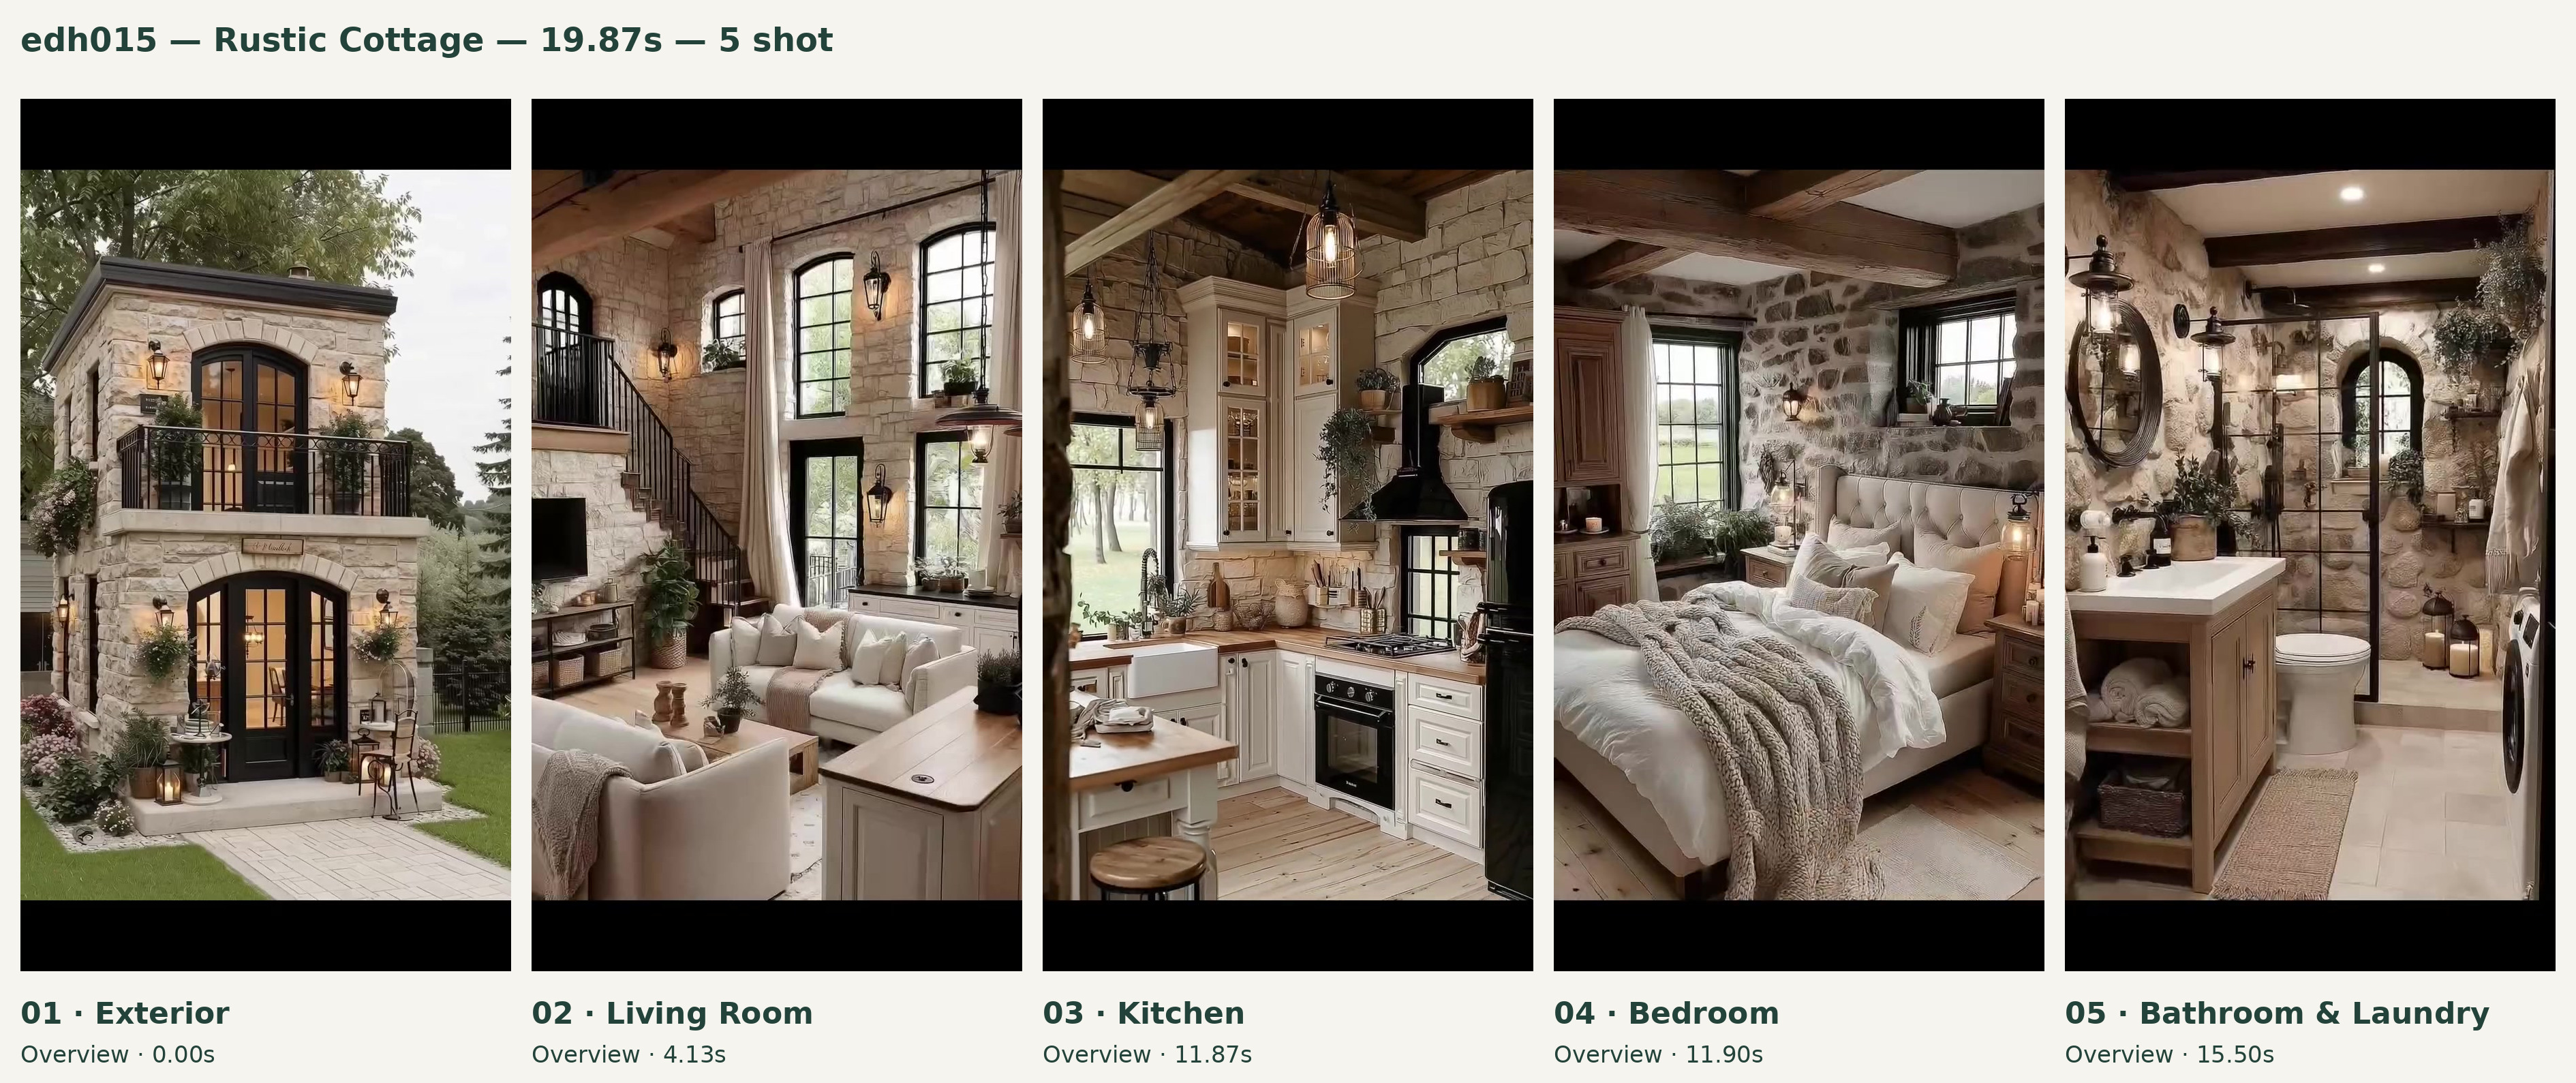 edh015 — Rustic Cottage — 19.87s — 5 shot
01 · Exterior
Overview · 0.00s
02 · Living Room
Overview · 4.13s
03 · Kitchen
Overview · 11.87s
04 · Bedroom
Overview · 11.90s
05 · Bathroom & Laundry
Overview · 15.50s